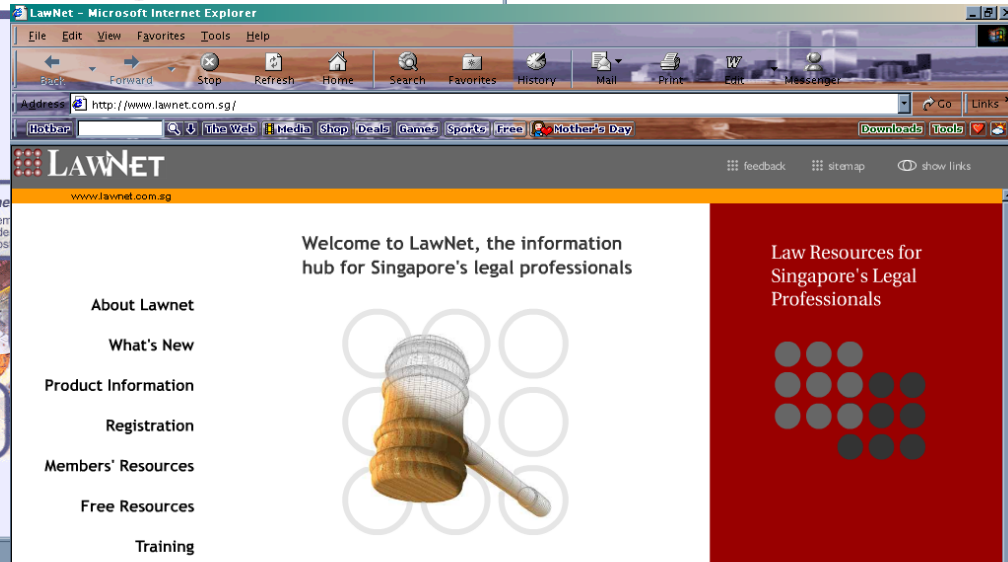 LawNet - Microsoft Internet Explorer
File Edit View Favorites Tools Help
Back Forward Stop Refresh Home Search Favorites History Mail Print Edit Messenger
Address http://www.lawnet.com.sg/ Go Links
Hotbar The Web Media Shop Deals Games Sports Free Mother's Day Downloads Tools
LAWNET
feedback sitemap show links
www.lawnet.com.sg
Welcome to LawNet, the information
hub for Singapore's legal professionals
Law Resources for
Singapore's Legal
Professionals
About Lawnet
What's New
Product Information
Registration
Members' Resources
Free Resources
Training